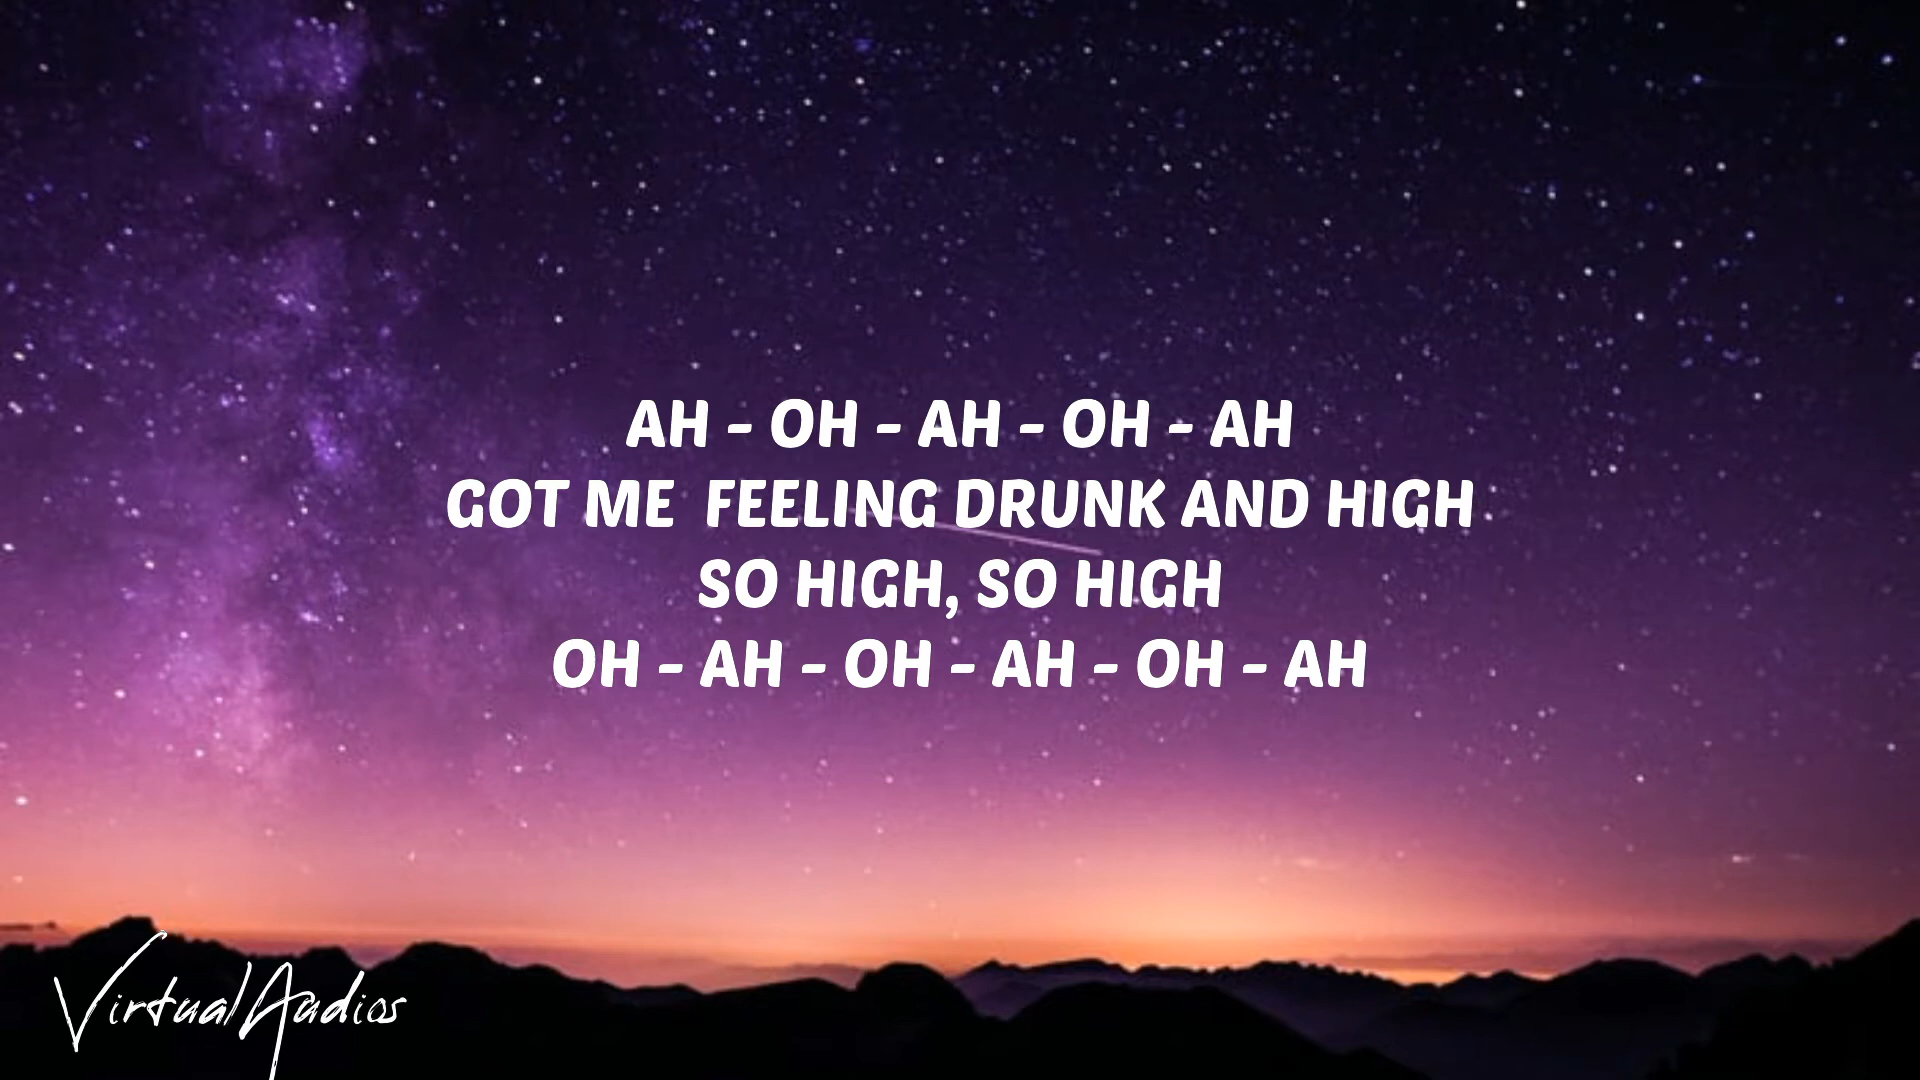 AH - OH - AH - OH - AH
GOT ME  FEELING DRUNK AND HIGH
SO HIGH, SO HIGH
OH - AH - OH - AH - OH - AH
VirtualAudios